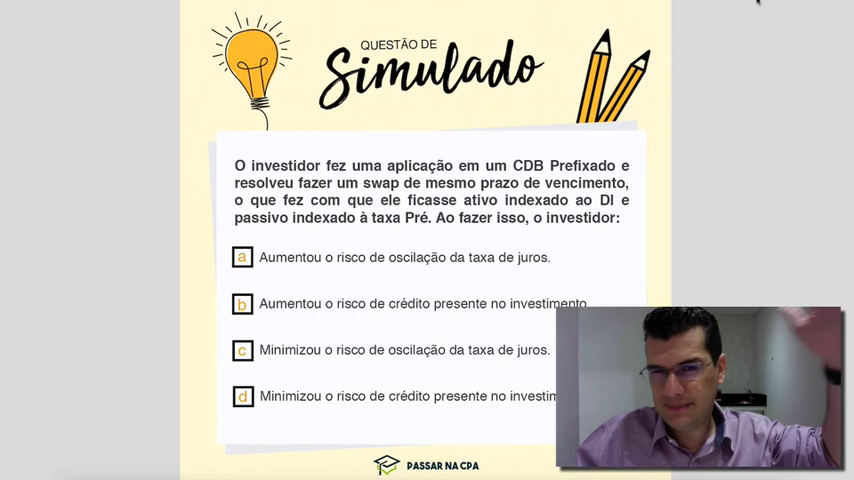 QUESTÃO DE
Simulado
O investidor fez uma aplicação em um CDB Prefixado e
resolveu fazer um swap de mesmo prazo de vencimento,
o que fez com que ele ficasse ativo indexado ao DI e
passivo indexado à taxa Pré. Ao fazer isso, o investidor:
a Aumentou o risco de oscilação da taxa de juros.
b Aumentou o risco de crédito presente no investimento
c Minimizou o risco de oscilação da taxa de juros.
d Minimizou o risco de crédito presente no
PASSAR NA CPA